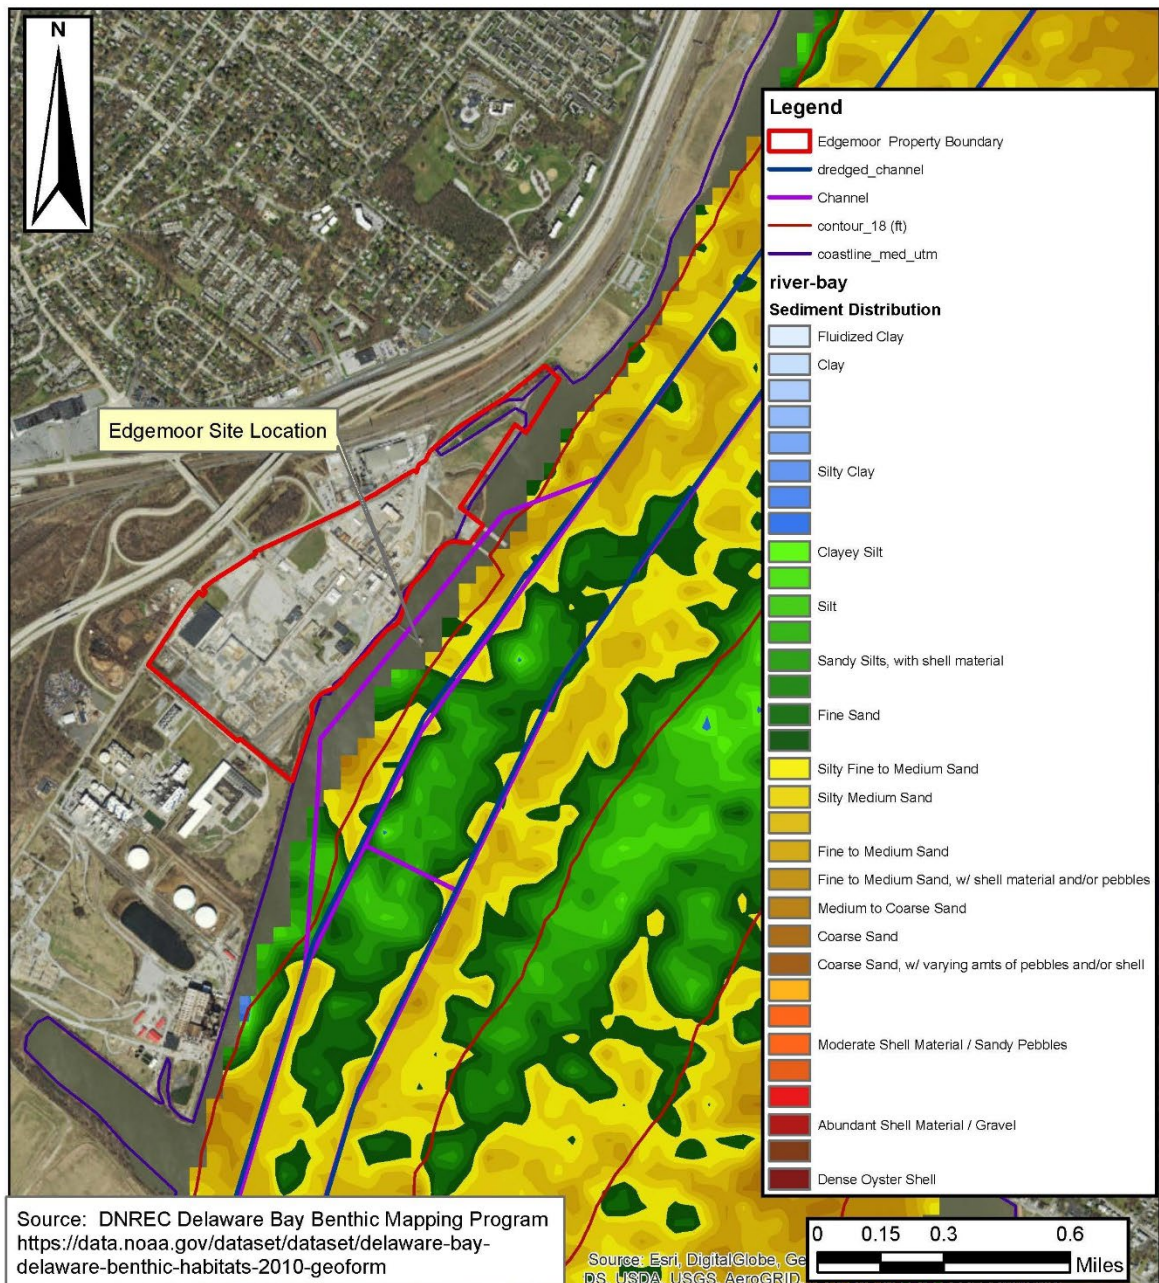 N
Edgemoor Site Location
Legend
Edgemoor Property Boundary
dredged_channel
Channel
contour_18 (ft)
coastline_med_utm
river-bay
Sediment Distribution
Fluidized Clay
Clay
Silty Clay
Clayey Silt
Silt
Sandy Silts, with shell material
Fine Sand
Silty Fine to Medium Sand
Silty Medium Sand
Fine to Medium Sand
Fine to Medium Sand, w/ shell material and/or pebbles
Medium to Coarse Sand
Coarse Sand
Coarse Sand, w/ varying amts of pebbles and/or shell
Moderate Shell Material / Sandy Pebbles
Abundant Shell Material / Gravel
Dense Oyster Shell
Source: DNREC Delaware Bay Benthic Mapping Program
https://data.noaa.gov/dataset/dataset/delaware-bay-
delaware-benthic-habitats-2010-geoform
Source: Esri, DigitalGlobe, Ge
DS, USDA, USGS, AeroGRID
0 0.15 0.3 0.6
Miles